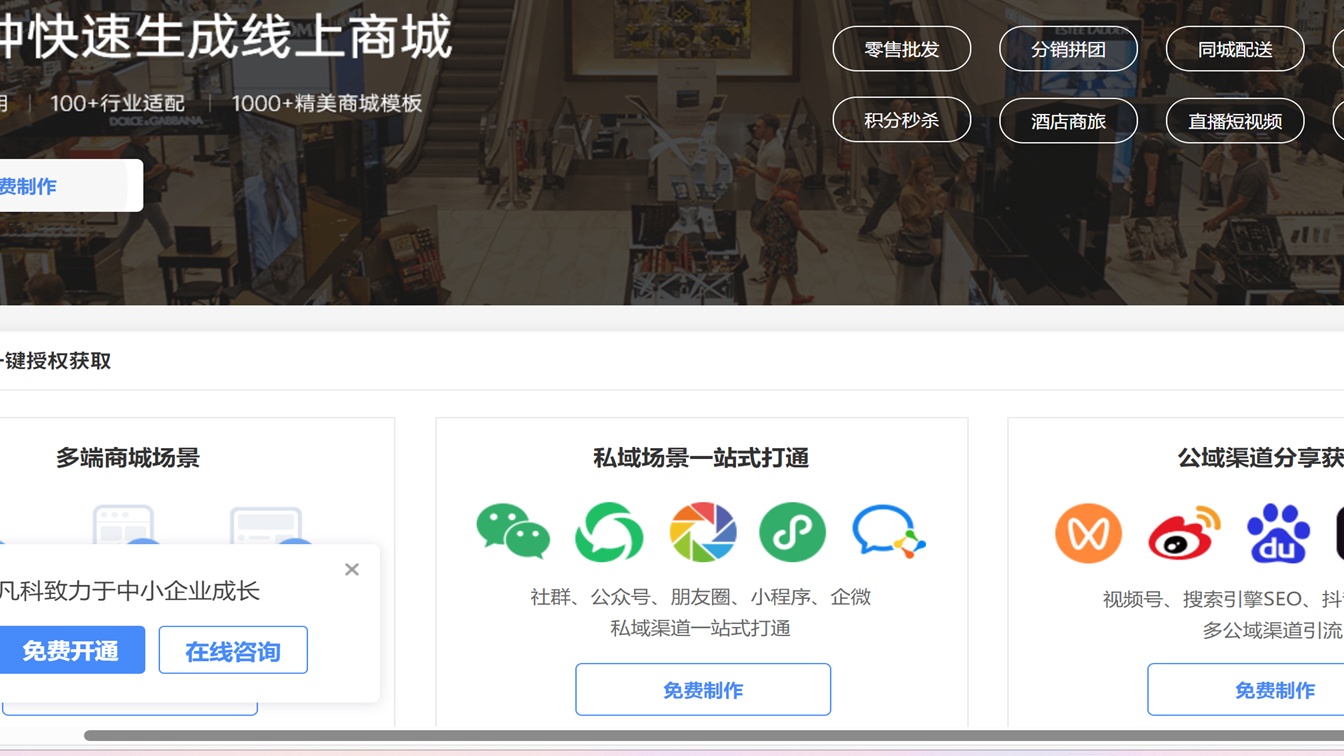 钟快速生成线上商城
用 | 100+行业适配 | 1000+精美商城模板
DOLCE&GABBANA
费制作
零售批发 分销拼团 同城配送
ESTEE LAUDER
积分秒杀 酒店商旅 直播短视频
一键授权获取
多端商城场景
凡科致力于中小企业成长
免费开通 在线咨询
私域场景一站式打通
社群、公众号、朋友圈、小程序、企微
私域渠道一站式打通
免费制作
公域渠道分享获
du
视频号、搜索引擎SEO、抖
多公域渠道引流
免费制作